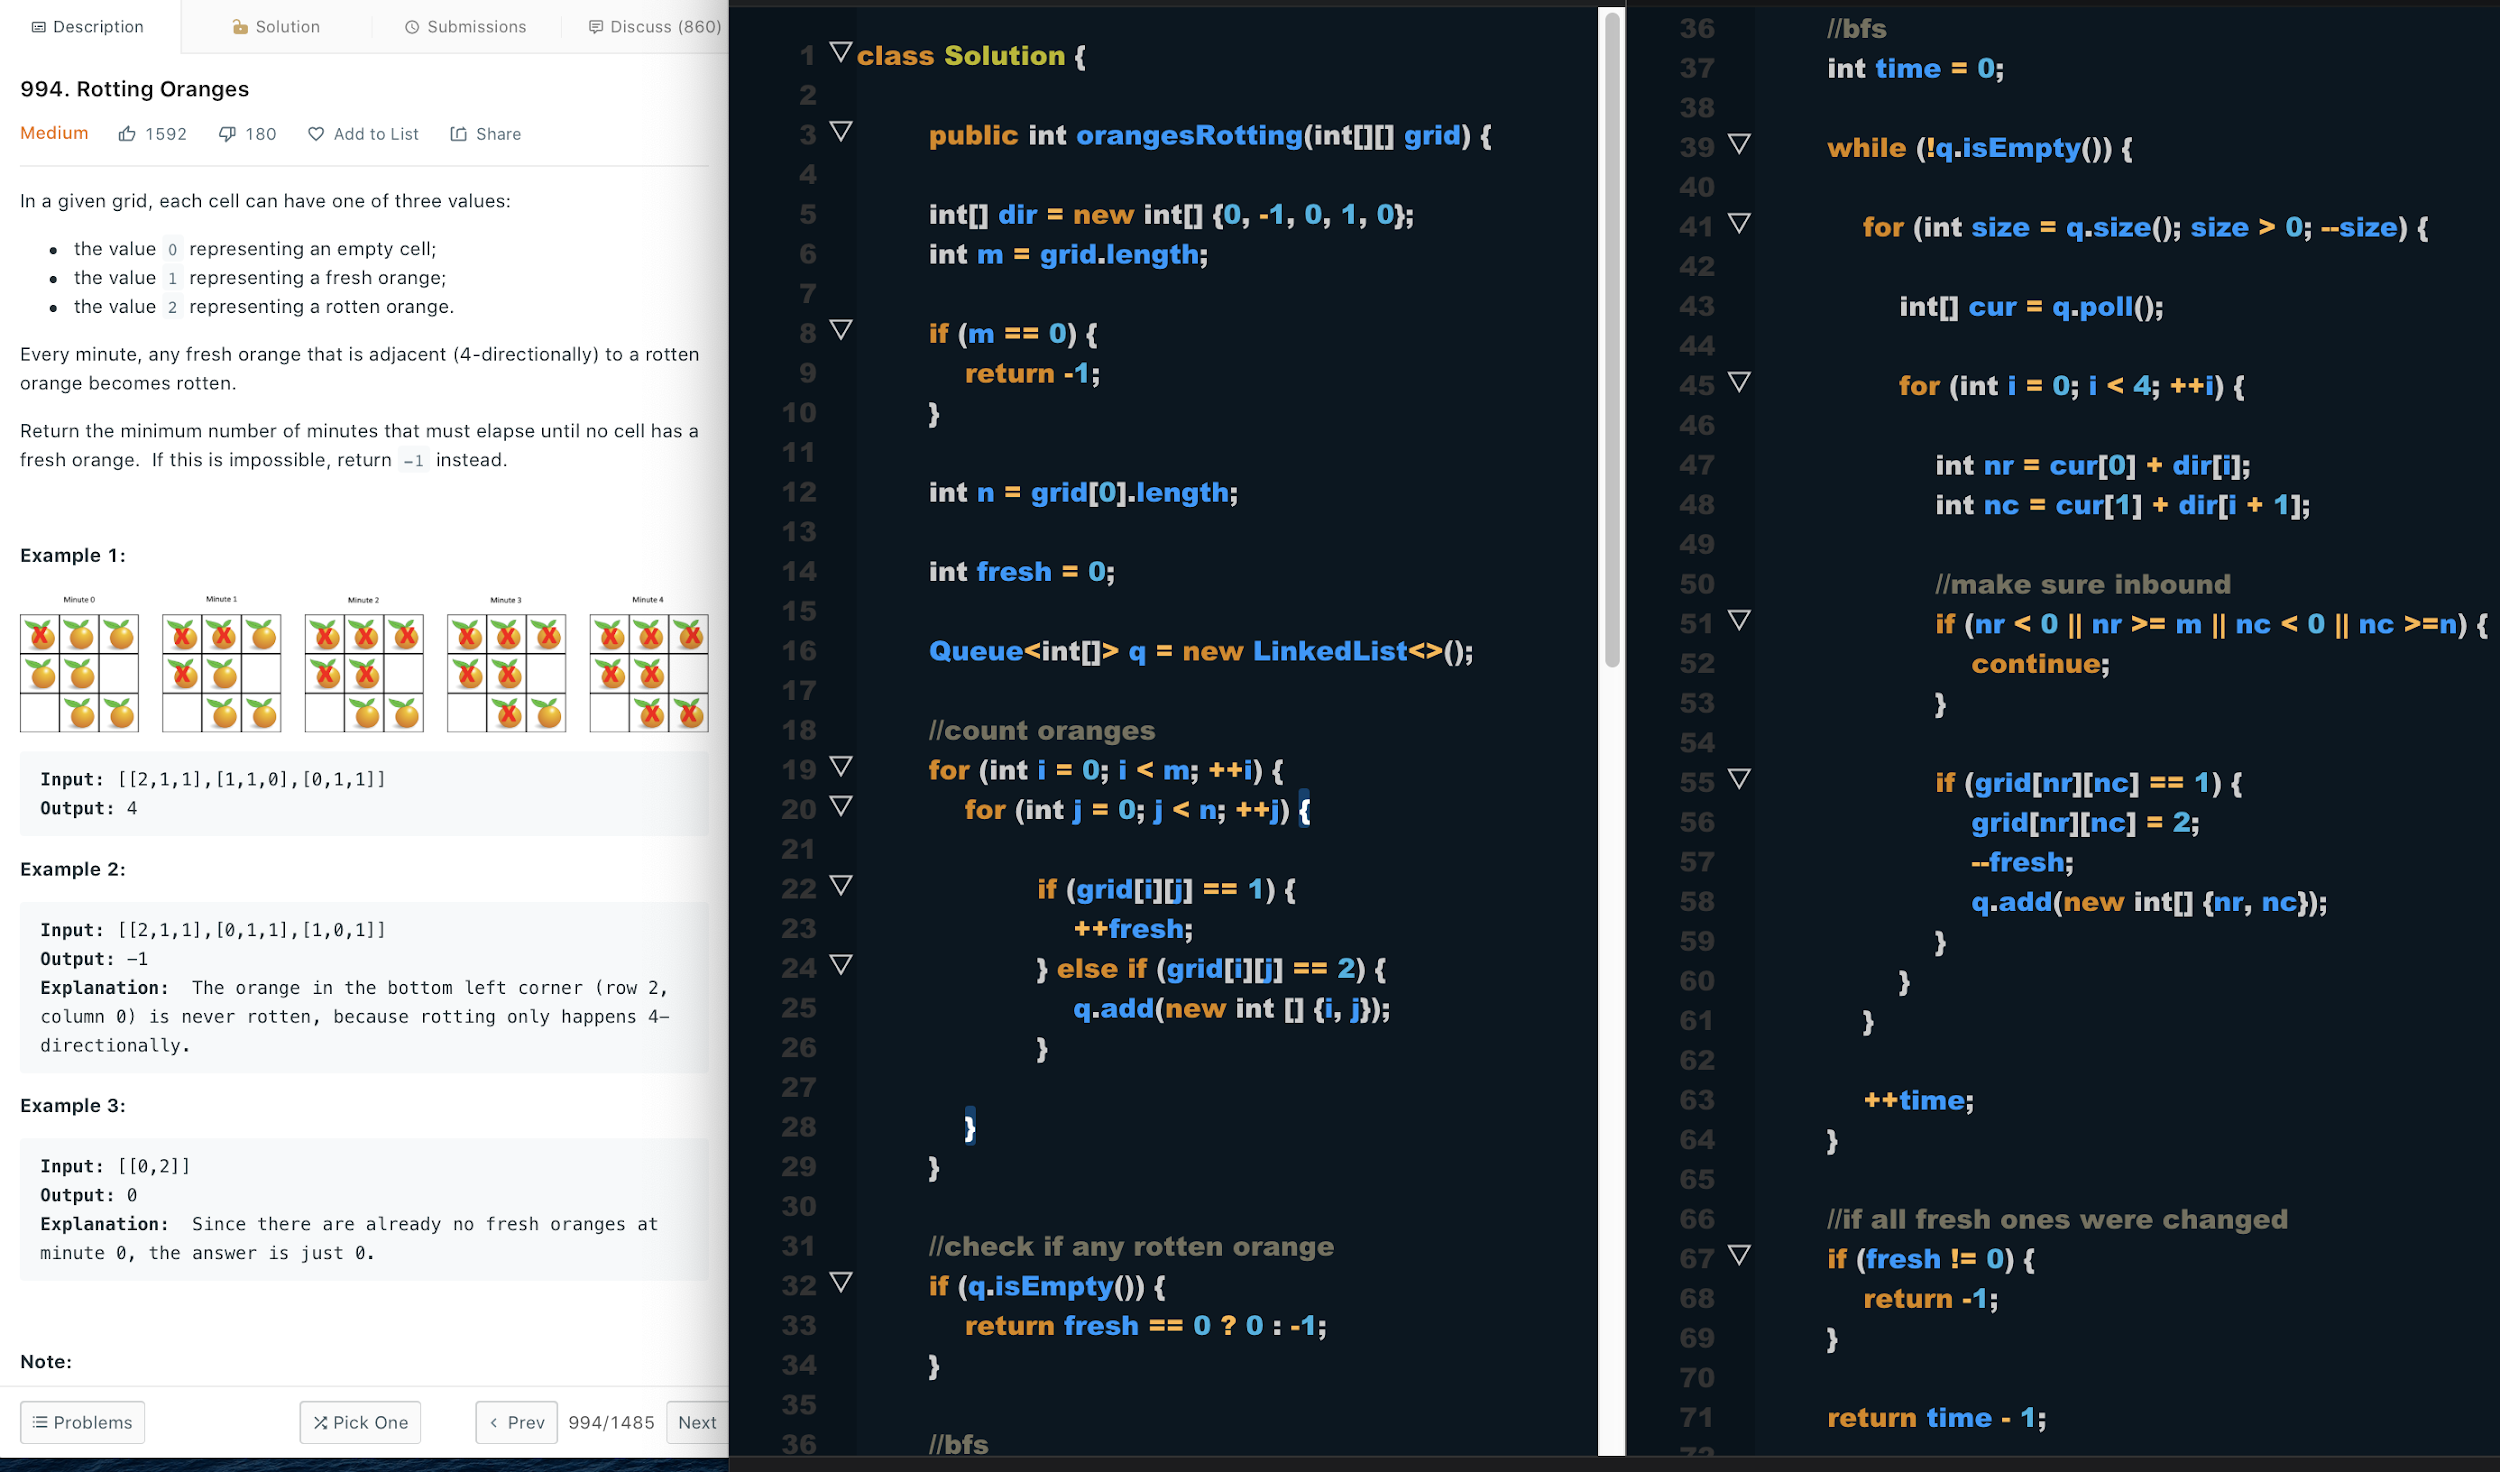 Description
Solution
Submissions
Discuss (860)
994. Rotting Oranges
Medium
1592
180
Add to List
Share
In a given grid, each cell can have one of three values:
the value 0 representing an empty cell;
the value 1 representing a fresh orange;
the value 2 representing a rotten orange.
Every minute, any fresh orange that is adjacent (4-directionally) to a rotten
orange becomes rotten.
Return the minimum number of minutes that must elapse until no cell has a
fresh orange.  If this is impossible, return -1 instead.
Example 1:
Minute 0
Minute 1
Minute 2
Minute 3
Minute 4
Input: [[2,1,1],[1,1,0],[0,1,1]]
Output: 4
Example 2:
Input: [[2,1,1],[0,1,1],[1,0,1]]
Output: -1
Explanation:  The orange in the bottom left corner (row 2,
column 0) is never rotten, because rotting only happens 4-
directionally.
Example 3:
Input: [[0,2]]
Output: 0
Explanation:  Since there are already no fresh oranges at
minute 0, the answer is just 0.
Note:
Problems
Pick One
Prev
994/1485
Next
1 class Solution {
2
3 public int orangesRotting(int[][] grid) {
4
5 int[] dir = new int[] {0, -1, 0, 1, 0};
6 int m = grid.length;
7
8 if (m == 0) {
9 return -1;
10 }
11
12 int n = grid[0].length;
13
14 int fresh = 0;
15
16 Queue<int[]> q = new LinkedList<>();
17
18 //count oranges
19 for (int i = 0; i < m; ++i) {
20 for (int j = 0; j < n; ++j) {
21
22 if (grid[i][j] == 1) {
23 ++fresh;
24 } else if (grid[i][j] == 2) {
25 q.add(new int [] {i, j});
26 }
27
28 }
29 }
30
31 //check if any rotten orange
32 if (q.isEmpty()) {
33 return fresh == 0 ? 0 : -1;
34 }
35
36 //bfs
36 //bfs
37 int time = 0;
38
39 while (!q.isEmpty()) {
40
41 for (int size = q.size(); size > 0; --size) {
42
43 int[] cur = q.poll();
44
45 for (int i = 0; i < 4; ++i) {
46
47 int nr = cur[0] + dir[i];
48 int nc = cur[1] + dir[i + 1];
49
50 //make sure inbound
51 if (nr < 0 || nr >= m || nc < 0 || nc >=n) {
52 continue;
53 }
54
55 if (grid[nr][nc] == 1) {
56 grid[nr][nc] = 2;
57 --fresh;
58 q.add(new int[] {nr, nc});
59 }
60 }
61 }
62
63 ++time;
64 }
65
66 //if all fresh ones were changed
67 if (fresh != 0) {
68 return -1;
69 }
70
71 return time - 1;
72